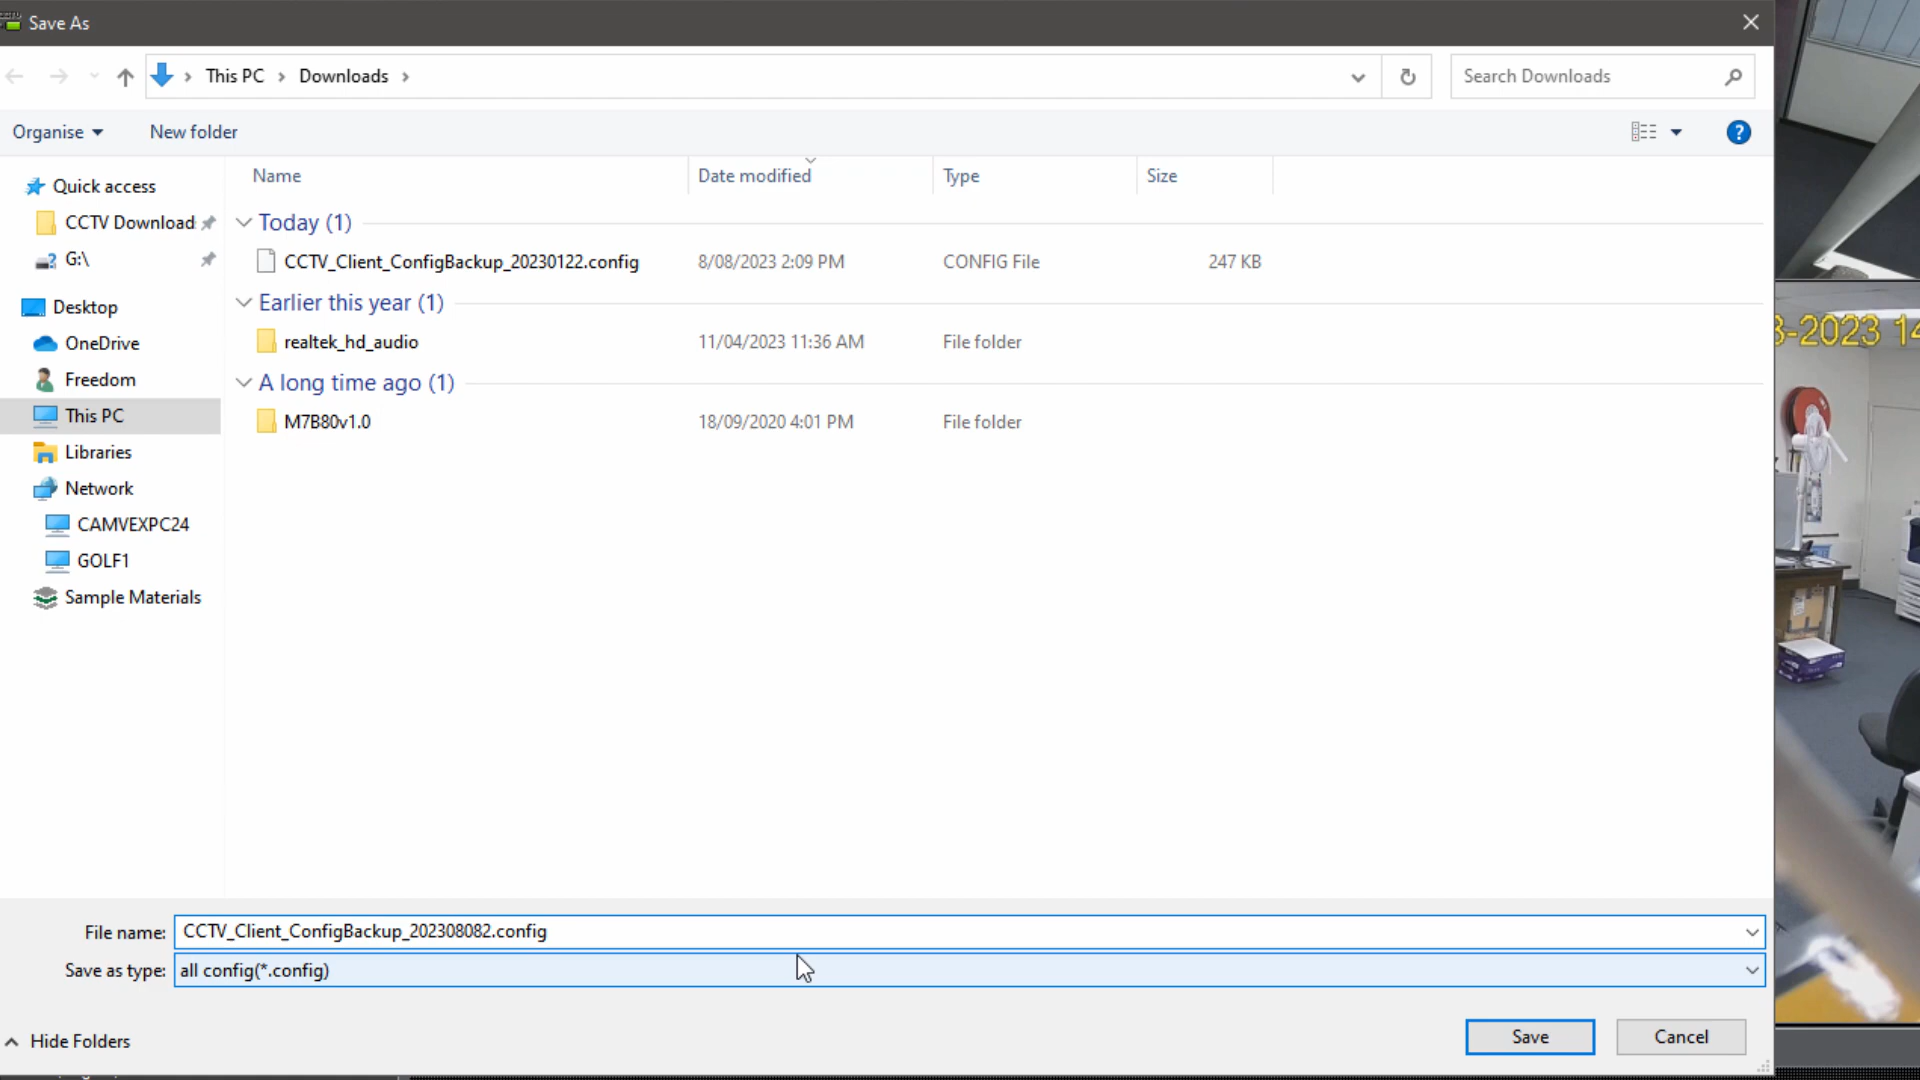 Save As
This PC > Downloads >
Search Downloads
Organise
New folder
Name
Date modified
Type
Size
Quick access
CCTV Download
G:\
Desktop
OneDrive
Freedom
This PC
Libraries
Network
CAMVEXPC24
GOLF1
Sample Materials
Today (1)
CCTV_Client_ConfigBackup_20230122.config 8/08/2023 2:09 PM CONFIG File 247 KB
Earlier this year (1)
realtek_hd_audio 11/04/2023 11:36 AM File folder
A long time ago (1)
M7B80v1.0 18/09/2020 4:01 PM File folder
-2023 14
File name: CCTV_Client_ConfigBackup_202308082.config
Save as type: all config(*.config)
Hide Folders
Save
Cancel